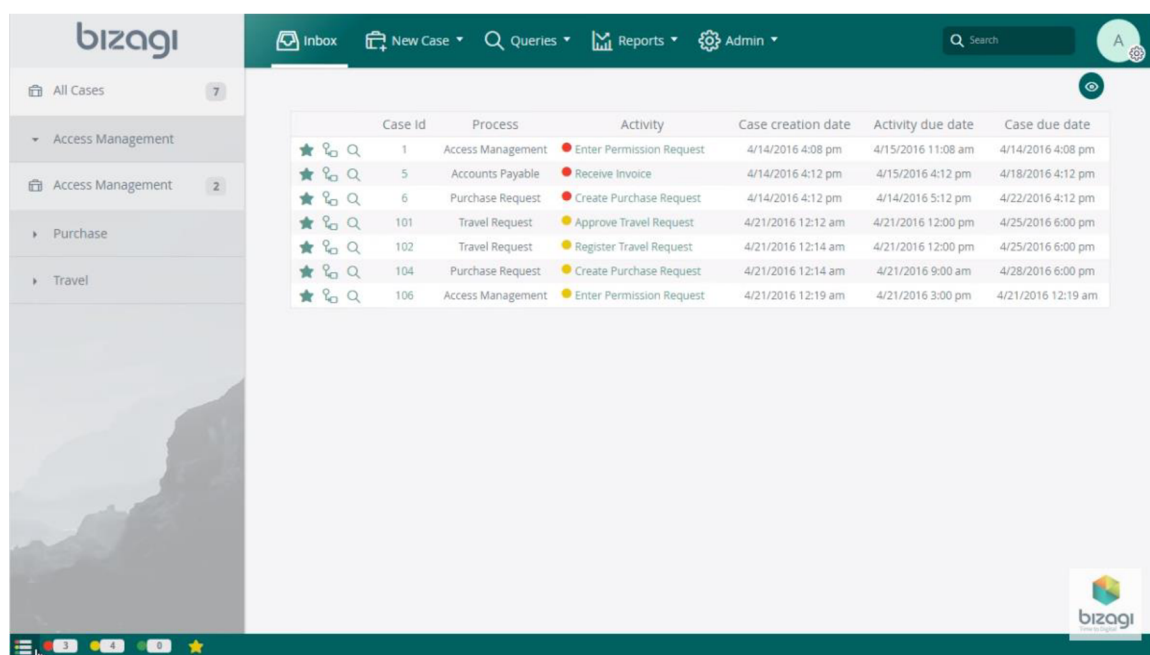 bizagi
Inbox New Case Queries Reports Admin Search A
All Cases 7
Access Management
Access Management 2
Purchase
Travel
Case Id Process Activity Case creation date Activity due date Case due date
1 Access Management Enter Permission Request 4/14/2016 4:08 pm 4/15/2016 11:08 am 4/14/2016 4:08 pm
5 Accounts Payable Receive Invoice 4/14/2016 4:12 pm 4/15/2016 4:12 pm 4/18/2016 4:12 pm
6 Purchase Request Create Purchase Request 4/14/2016 4:12 pm 4/14/2016 5:12 pm 4/22/2016 4:12 pm
101 Travel Request Approve Travel Request 4/21/2016 12:12 am 4/21/2016 12:00 pm 4/25/2016 6:00 pm
102 Travel Request Register Travel Request 4/21/2016 12:14 am 4/21/2016 12:00 pm 4/25/2016 6:00 pm
104 Purchase Request Create Purchase Request 4/21/2016 12:14 am 4/21/2016 9:00 am 4/28/2016 6:00 pm
106 Access Management Enter Permission Request 4/21/2016 12:19 am 4/21/2016 3:00 pm 4/21/2016 12:19 am
bizagi
3 4 0